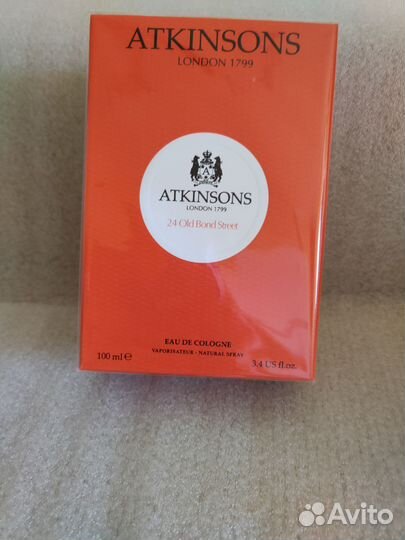 ATKINSONS
LONDON 1799
A
ATKINSONS
LONDON 1799
24 Old Bond Street
EAU DE COLOGNE
VAPORISATEUR - NATURAL SPRAY
100 ml ℮ 3.4 US fl.oz.
Avito